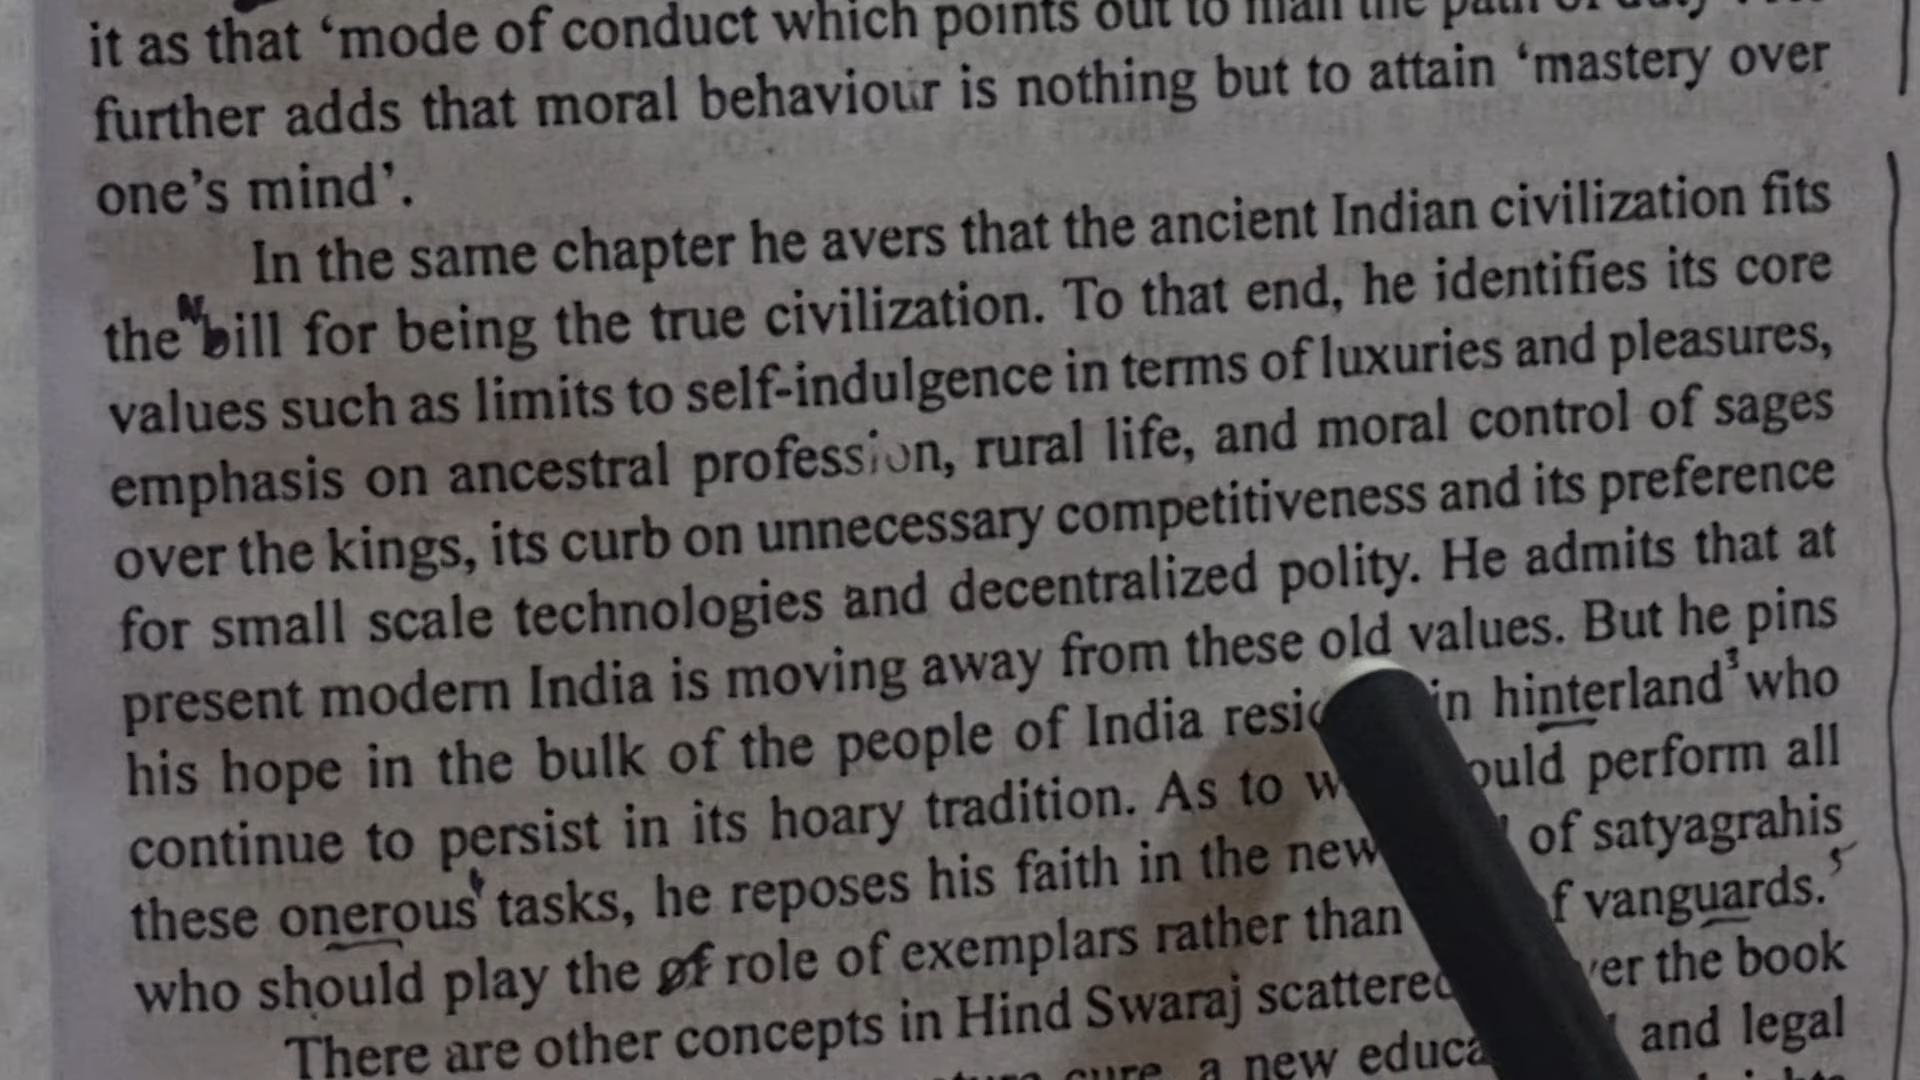 it as that ‘mode of conduct which points out to man the path of duty’.
further adds that moral behaviour is nothing but to attain ‘mastery over
one’s mind’.
In the same chapter he avers that the ancient Indian civilization fits
the bill for being the true civilization. To that end, he identifies its core
values such as limits to self-indulgence in terms of luxuries and pleasures,
emphasis on ancestral profession, rural life, and moral control of sages
over the kings, its curb on unnecessary competitiveness and its preference
for small scale technologies and decentralized polity. He admits that at
present modern India is moving away from these old values. But he pins
his hope in the bulk of the people of India in hinterland who
continue to persist in its hoary tradition. As to perform all
these onerous tasks, he reposes his faith in the new of satyagrahis
who should play the of role of exemplars rather than vanguards.
There are other concepts in Hind Swaraj scattered the book
cure, a new and legal